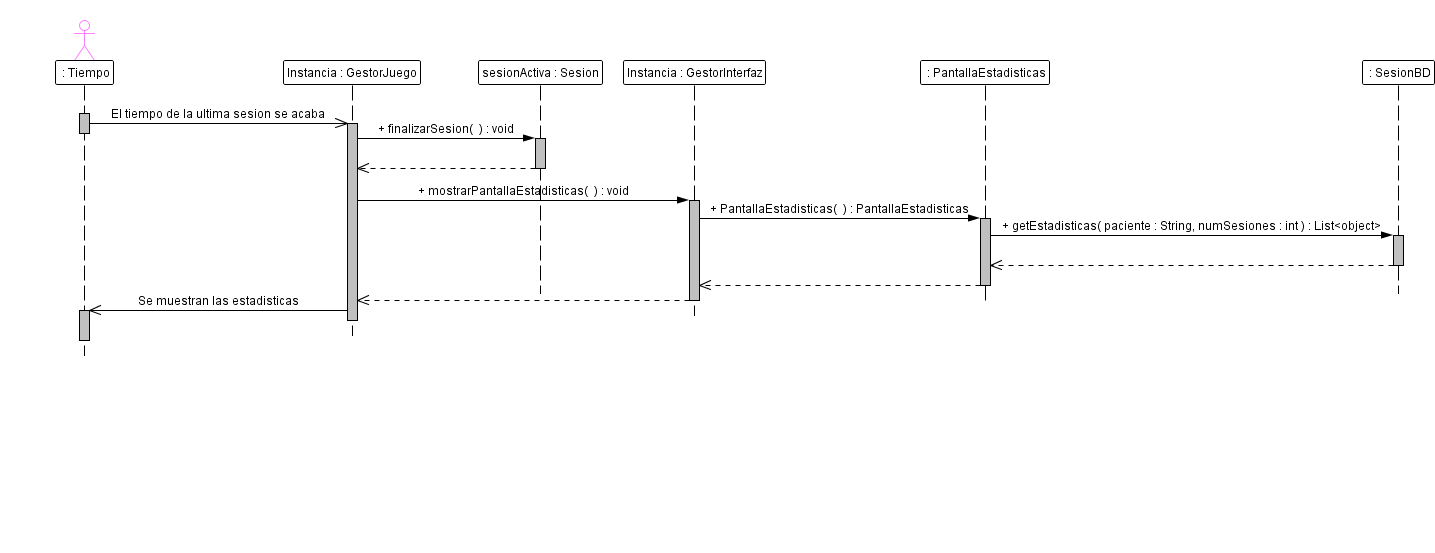 : Tiempo
Instancia : GestorJuego
sesionActiva : Sesion
Instancia : GestorInterfaz
: PantallaEstadisticas
: SesionBD
El tiempo de la ultima sesion se acaba
+ finalizarSesion( ) : void
+ mostrarPantallaEstadisticas( ) : void
+ PantallaEstadisticas( ) : PantallaEstadisticas
+ getEstadisticas( paciente : String, numSesiones : int ) : List<object>
Se muestran las estadisticas